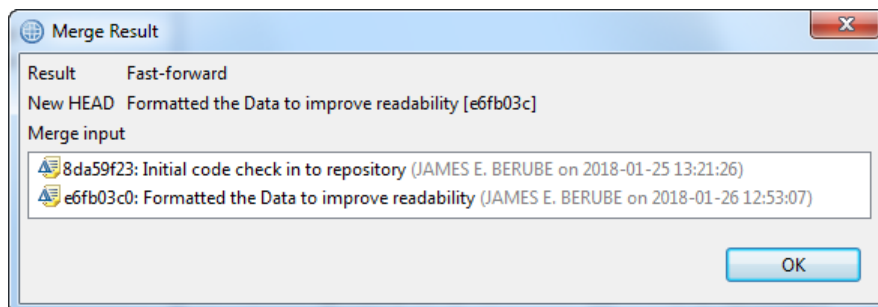 Merge Result
Result Fast-forward
New HEAD Formatted the Data to improve readability [e6fb03c]
Merge input
8da59f23: Initial code check in to repository (JAMES E. BERUBE on 2018-01-25 13:21:26)
e6fb03c0: Formatted the Data to improve readability (JAMES E. BERUBE on 2018-01-26 12:53:07)
OK